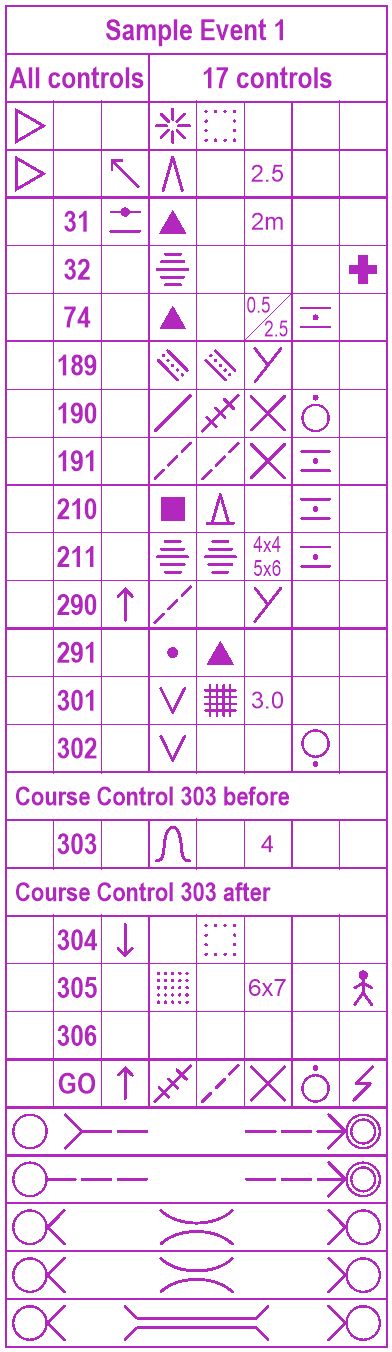 Sample Event 1
All controls 17 controls
2.5
31 2m
32
74 0.5/2.5
189
190
191
210
211 4x4
5x6
290
291
301 3.0
302
Course Control 303 before
303 4
Course Control 303 after
304
305 6x7
306
GO